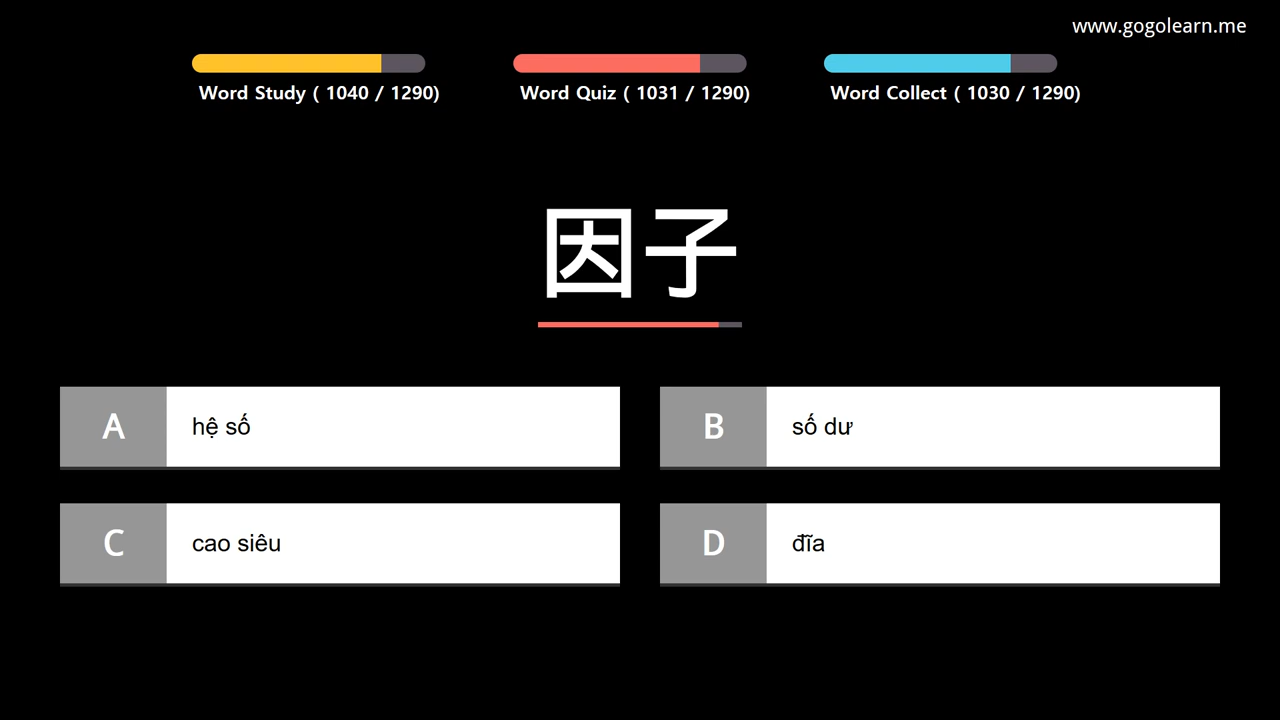 www.gogolearn.me
Word Study ( 1040 / 1290)
Word Quiz ( 1031 / 1290)
Word Collect ( 1030 / 1290)
因子
A hệ số
B số dư
C cao siêu
D đĩa